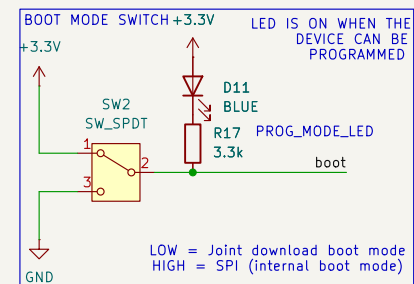 BOOT MODE SWITCH
+3.3V
LED IS ON WHEN THE
DEVICE CAN BE
PROGRAMMED
+3.3V
D11
BLUE
SW2
SW_SPDT
R17
3.3k
PROG_MODE_LED
1
2
3
boot
LOW = Joint download boot mode
HIGH = SPI (internal boot mode)
GND